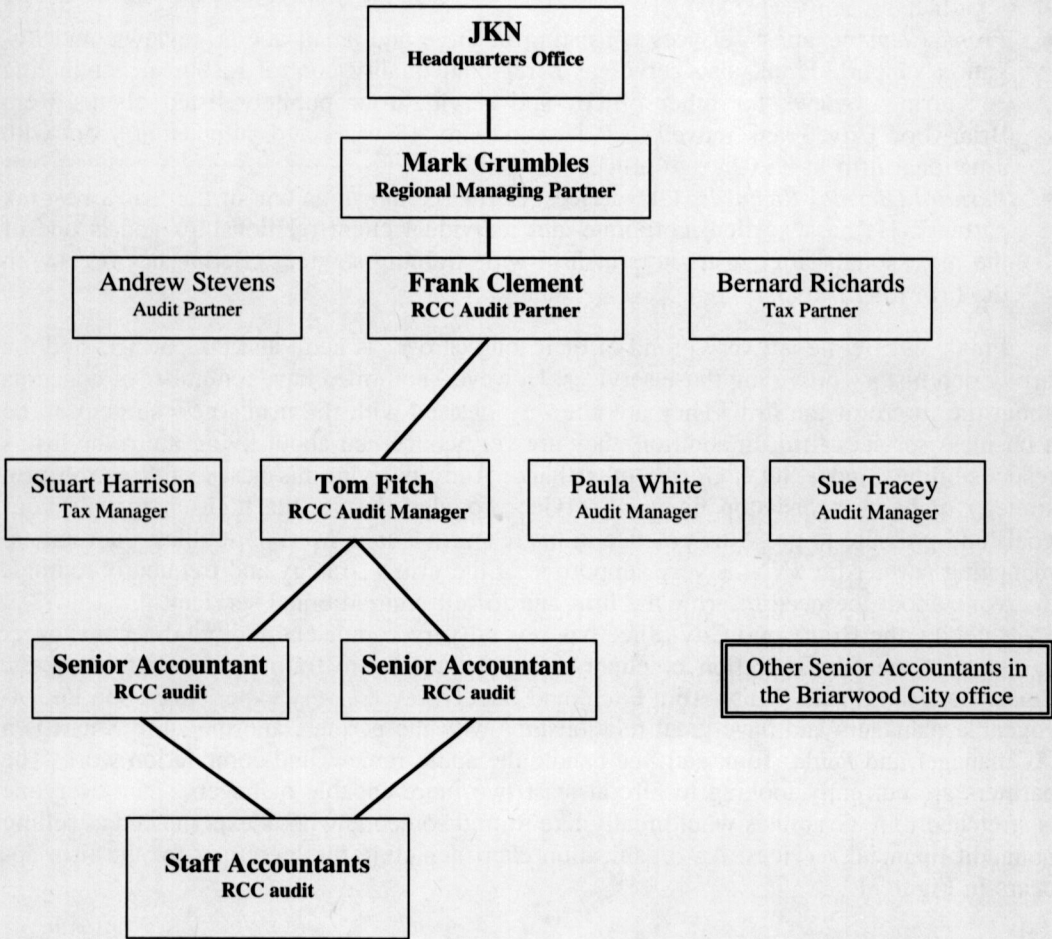 JKN
Headquarters Office
Mark Grumbles
Regional Managing Partner
Andrew Stevens
Audit Partner
Frank Clement
RCC Audit Partner
Bernard Richards
Tax Partner
Stuart Harrison
Tax Manager
Tom Fitch
RCC Audit Manager
Paula White
Audit Manager
Sue Tracey
Audit Manager
Senior Accountant
RCC audit
Senior Accountant
RCC audit
Other Senior Accountants in
the Briarwood City office
Staff Accountants
RCC audit